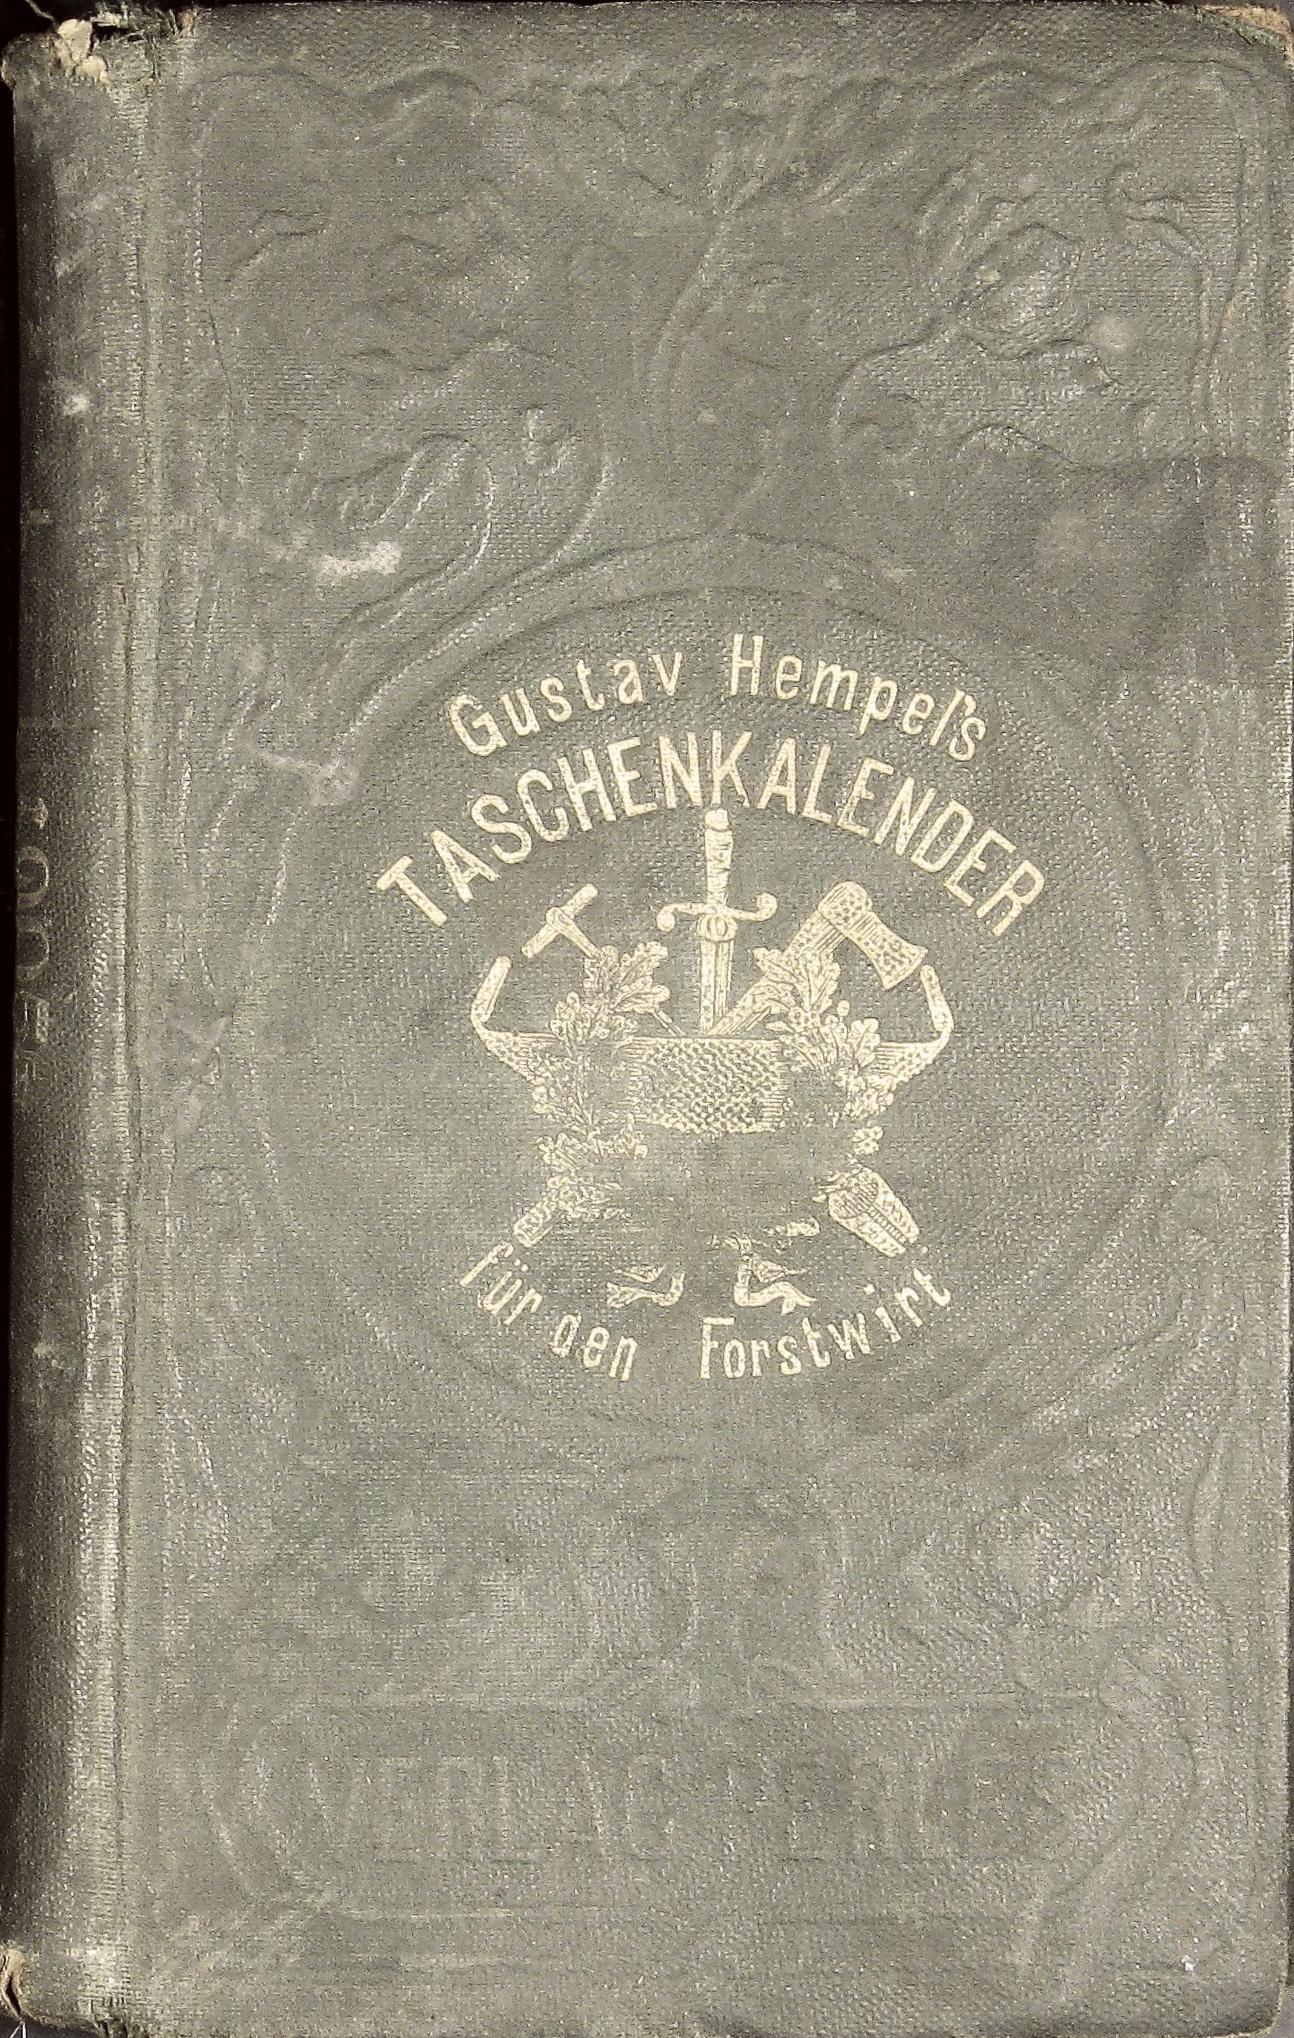 Gustav Hempel's
TASCHENKALENDER
für den Forstwirt